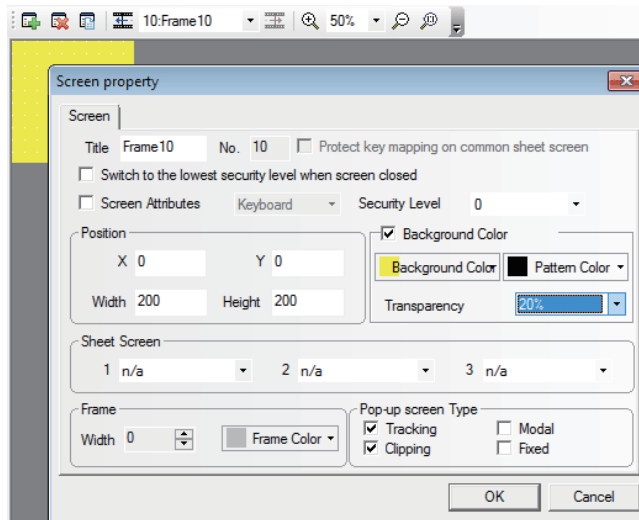 10:Frame10 50%
Screen property
Screen
Title Frame10 No. 10 Protect key mapping on common sheet screen
Switch to the lowest security level when screen closed
Screen Attributes Keyboard Security Level 0
Position
Background Color
X 0 Y 0
Background Color Pattern Color
Width 200 Height 200
Transparency 20%
Sheet Screen
1 n/a 2 n/a 3 n/a
Frame
Pop-up screen Type
Width 0 Frame Color
Tracking Modal
Clipping Fixed
OK Cancel